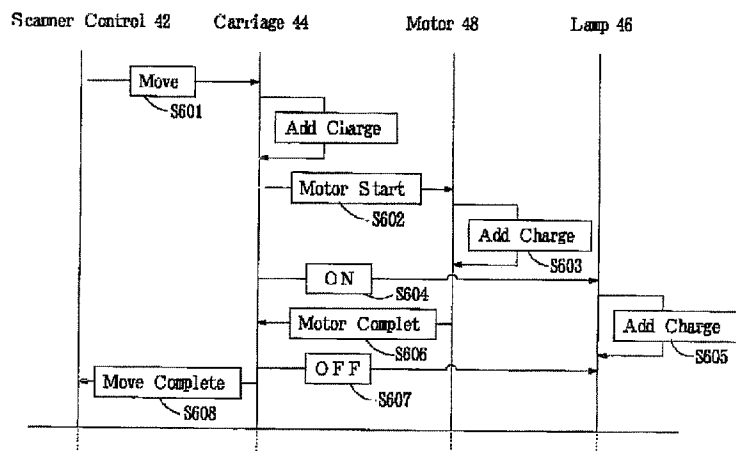 Scanner Control 42 Carriage 44 Motor 48 Lamp 46
Move
S601
Add Charge
Motor Start
S602
Add Charge
S603
ON
S604
Motor Complet
S606
Add Charge
S605
OFF
S607
Move Complete
S608